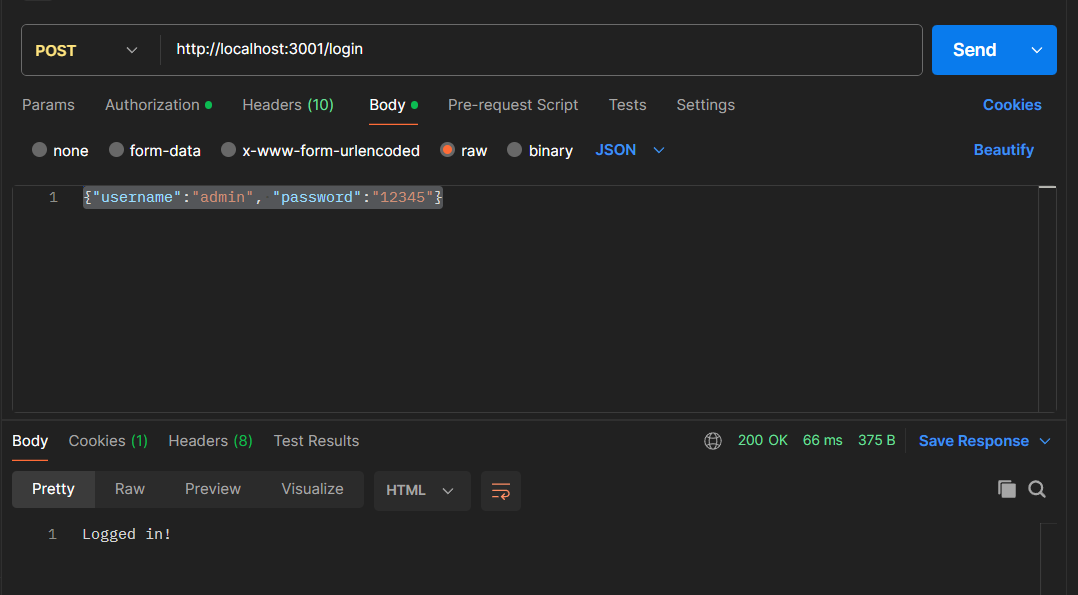 POST http://localhost:3001/login Send
Params Authorization Headers (10) Body Pre-request Script Tests Settings Cookies
none form-data x-www-form-urlencoded raw binary JSON Beautify
1 {"username":"admin", "password":"12345"}
Body Cookies (1) Headers (8) Test Results 200 OK 66 ms 375 B Save Response
Pretty Raw Preview Visualize HTML
1 Logged in!